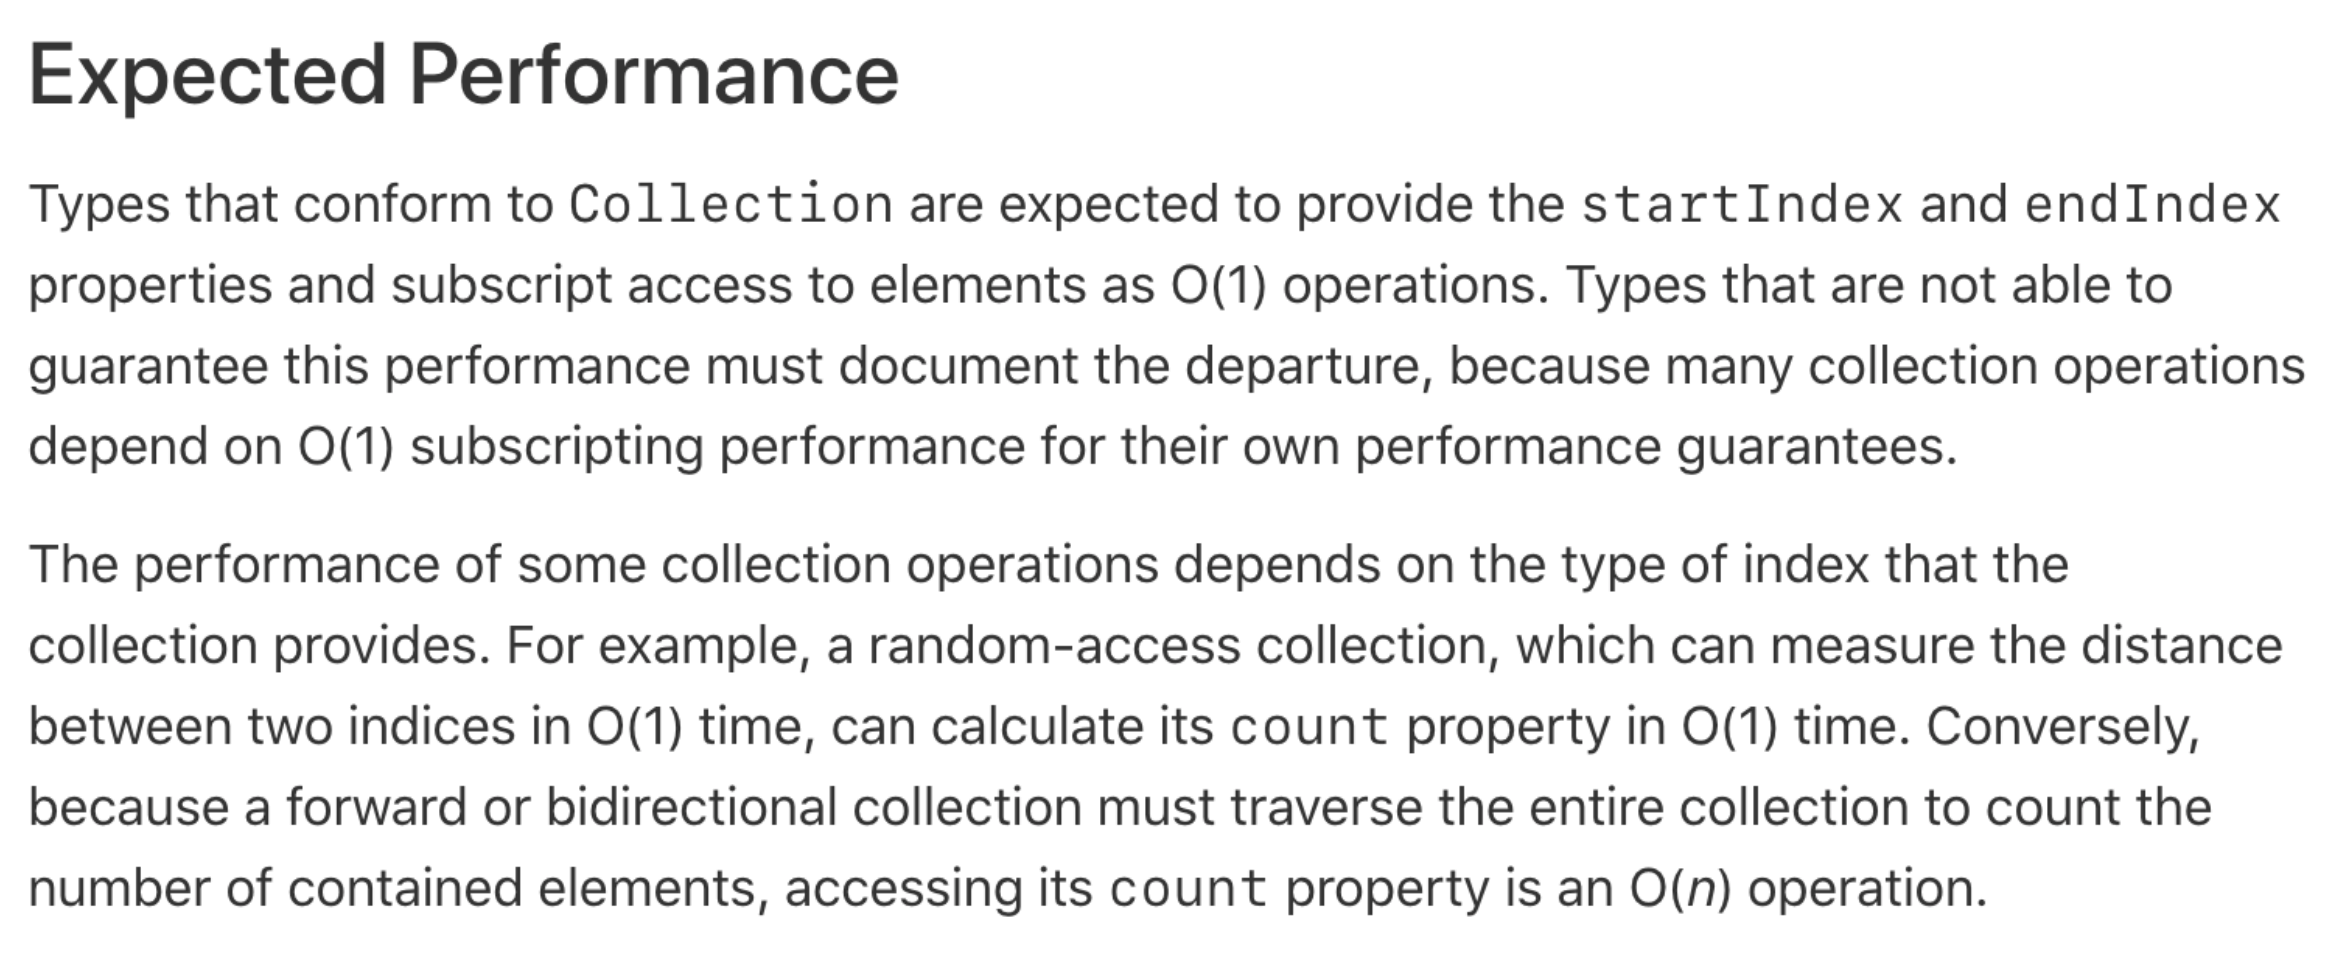 Expected Performance
Types that conform to Collection are expected to provide the startIndex and endIndex
properties and subscript access to elements as O(1) operations. Types that are not able to
guarantee this performance must document the departure, because many collection operations
depend on O(1) subscripting performance for their own performance guarantees.
The performance of some collection operations depends on the type of index that the
collection provides. For example, a random-access collection, which can measure the distance
between two indices in O(1) time, can calculate its count property in O(1) time. Conversely,
because a forward or bidirectional collection must traverse the entire collection to count the
number of contained elements, accessing its count property is an O(n) operation.